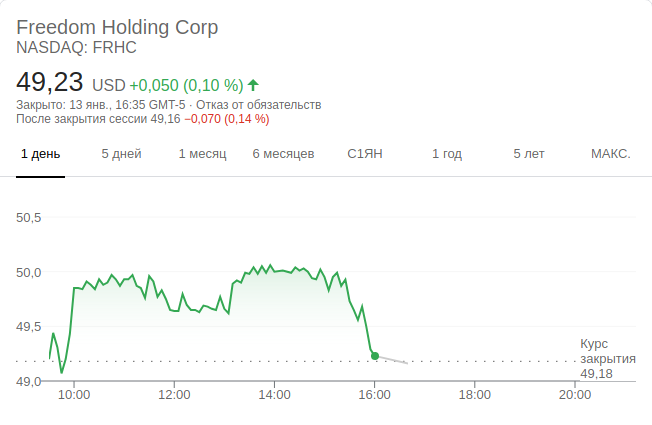 Freedom Holding Corp
NASDAQ: FRHC
49,23 USD +0,050 (0,10 %)
Закрыто: 13 янв., 16:35 GMT-5 · Отказ от обязательств
После закрытия сессии 49,16 −0,070 (0,14 %)
1 день 5 дней 1 месяц 6 месяцев С1ЯН 1 год 5 лет МАКС.
50,5
50,0
49,5
Курс
закрытия
49,18
49,0
10:00 12:00 14:00 16:00 18:00 20:00